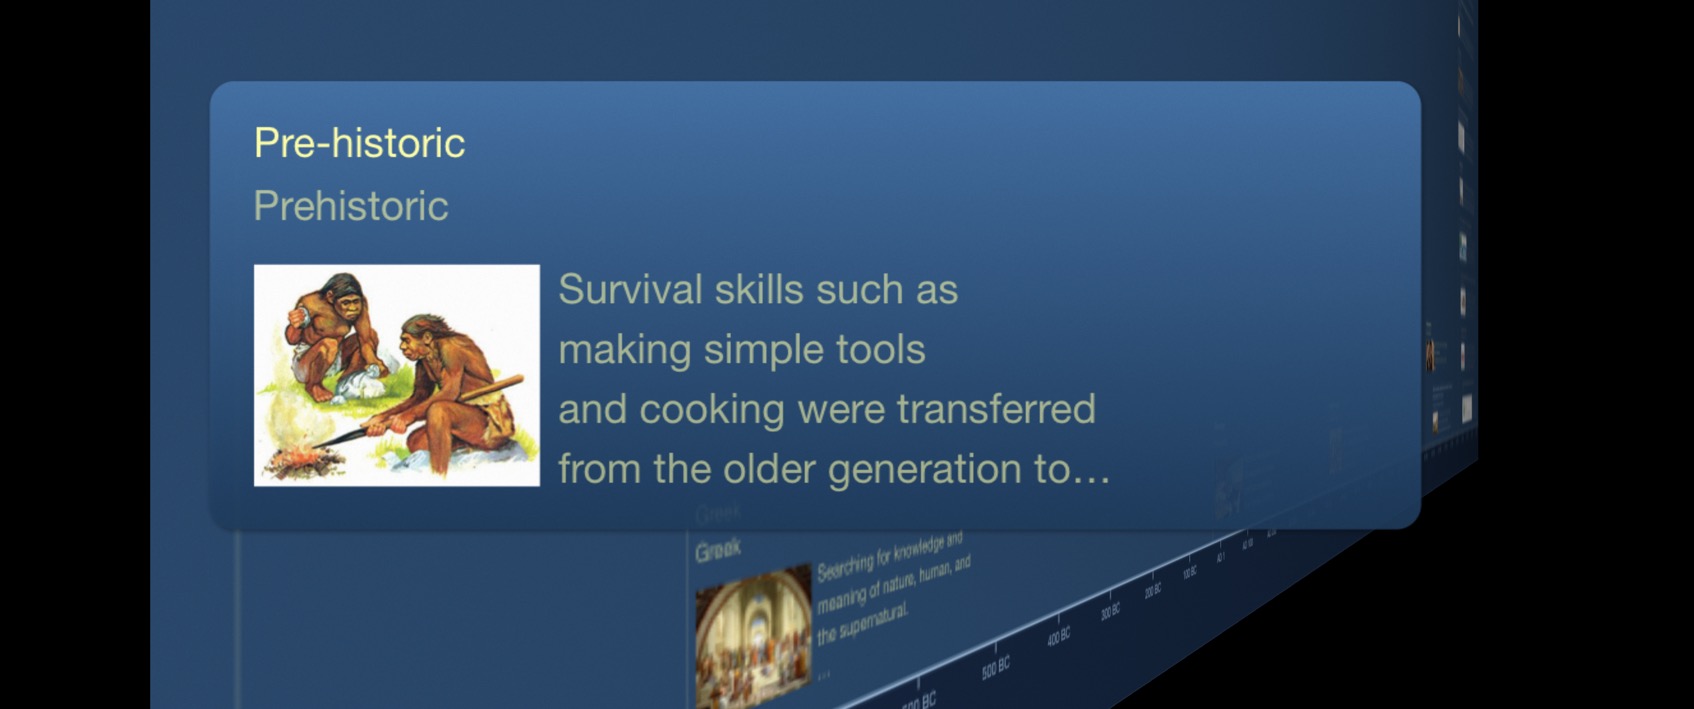 Pre-historic
Prehistoric
Survival skills such as
making simple tools
and cooking were transferred
from the older generation to...
Greek
Greek
Searching for knowledge and
meaning of nature, human, and
the supernatural.
...
500 BC
400 BC
300 BC
200 BC
100 BC